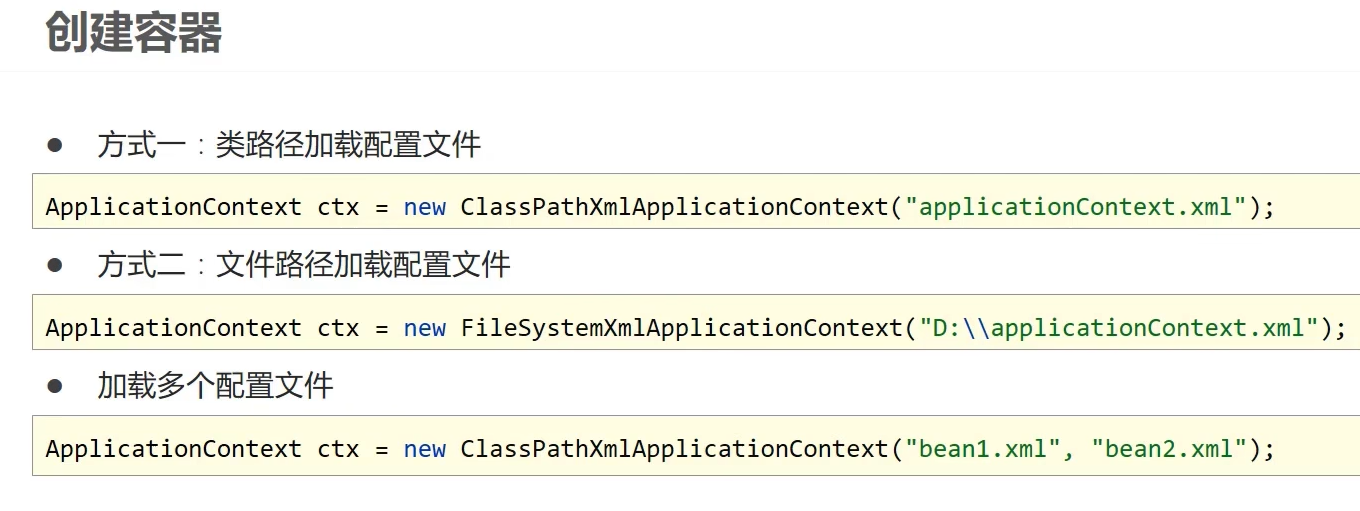 创建容器
● 方式一：类路径加载配置文件
ApplicationContext ctx = new ClassPathXmlApplicationContext("applicationContext.xml");
● 方式二：文件路径加载配置文件
ApplicationContext ctx = new FileSystemXmlApplicationContext("D:\\applicationContext.xml");
● 加载多个配置文件
ApplicationContext ctx = new ClassPathXmlApplicationContext("bean1.xml", "bean2.xml");